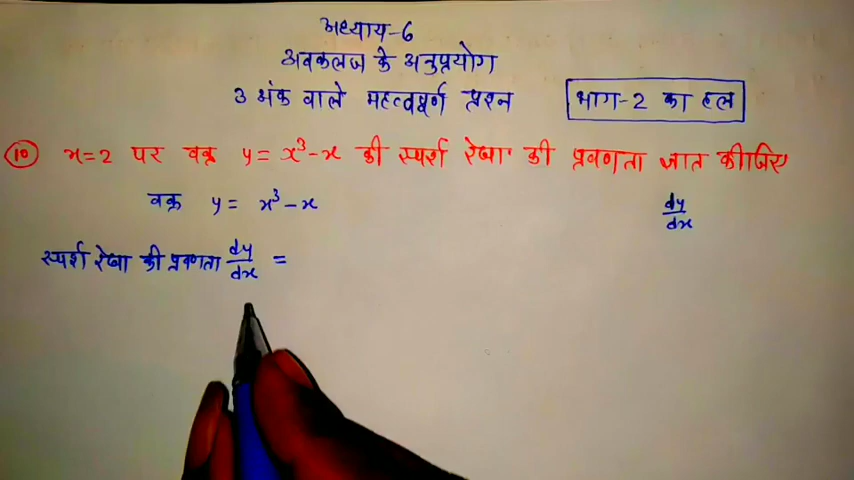 अध्याय-6
अवकलज के अनुप्रयोग
3 अंक वाले महत्वपूर्ण प्रश्न भाग-2 का हल
10 x=2 पर वक्र y = x³-x की स्पर्श रेखा की प्रवणता ज्ञात कीजिए
वक्र y = x³-x dy/dx
स्पर्श रेखा की प्रवणता dy/dx =